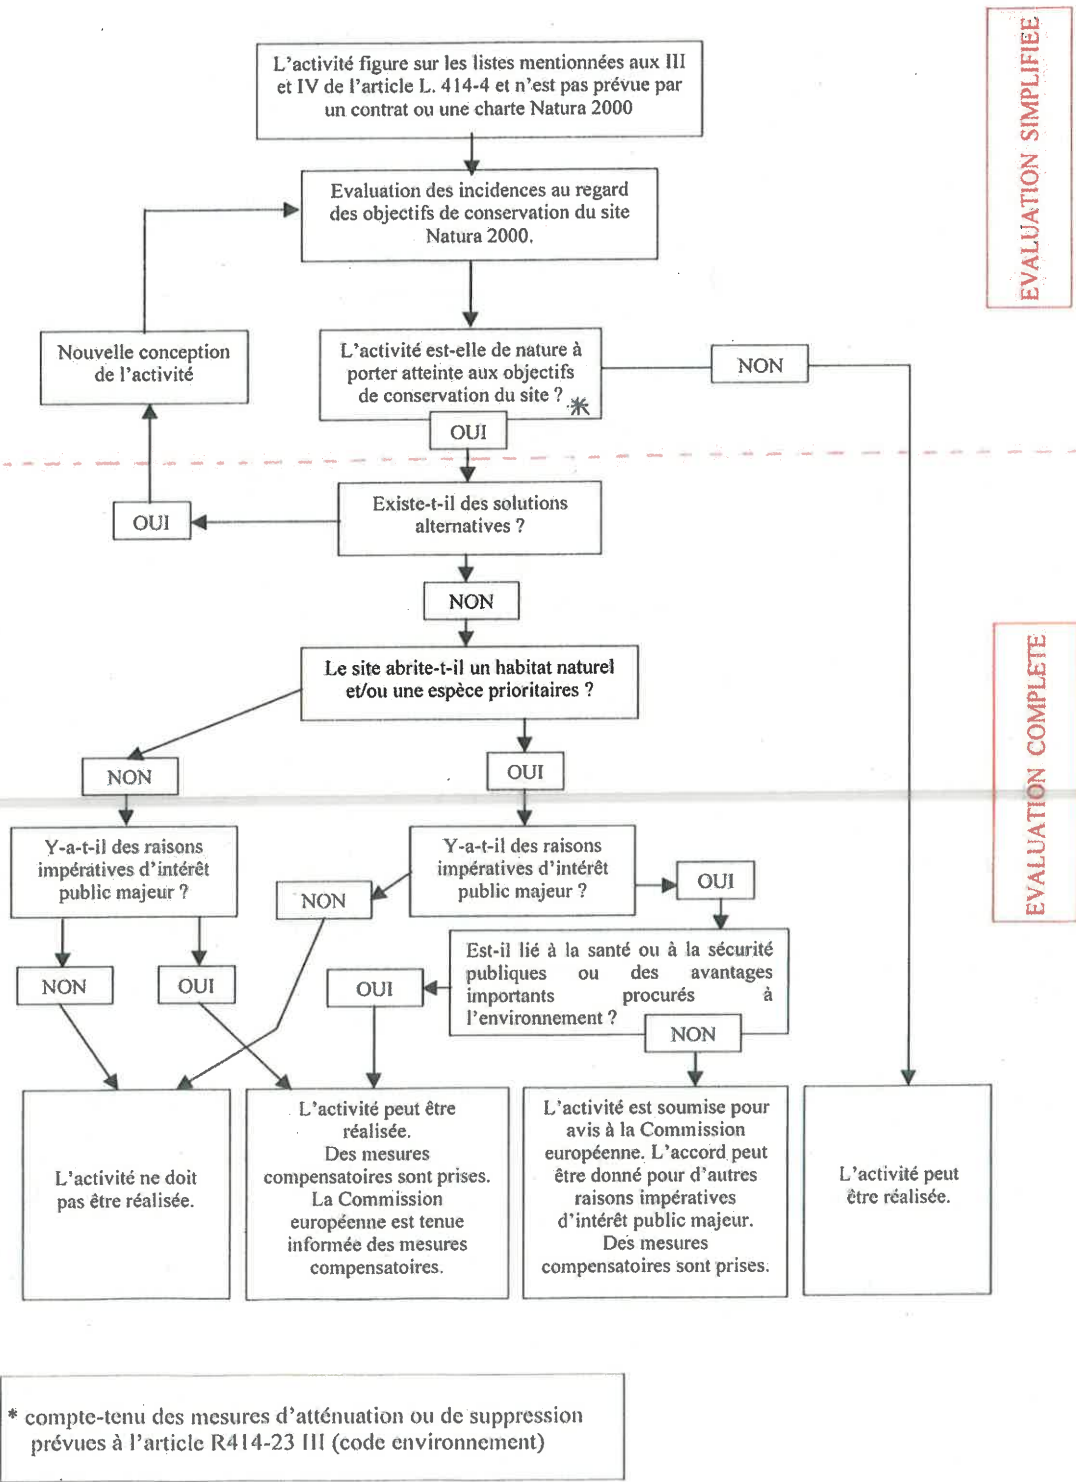 L'activité figure sur les listes mentionnées aux III
et IV de l'article L. 414-4 et n'est pas prévue par
un contrat ou une charte Natura 2000
EVALUATION SIMPLIFIEE
Evaluation des incidences au regard
des objectifs de conservation du site
Natura 2000.
Nouvelle conception
de l'activité
L'activité est-elle de nature à
porter atteinte aux objectifs
de conservation du site ? *
NON
OUI
Existe-t-il des solutions
alternatives ?
OUI
NON
Le site abrite-t-il un habitat naturel
et/ou une espèce prioritaires ?
EVALUATION COMPLETE
NON
OUI
Y-a-t-il des raisons
impératives d'intérêt
public majeur ?
Y-a-t-il des raisons
impératives d'intérêt
public majeur ?
NON
OUI
NON
OUI
OUI
Est-il lié à la santé ou à la sécurité
publiques ou des avantages
importants procurés à
l'environnement ?
NON
L'activité ne doit
pas être réalisée.
L'activité peut être
réalisée.
Des mesures
compensatoires sont prises.
La Commission
européenne est tenue
informée des mesures
compensatoires.
L'activité est soumise pour
avis à la Commission
européenne. L'accord peut
être donné pour d'autres
raisons impératives
d'intérêt public majeur.
Des mesures
compensatoires sont prises.
L'activité peut
être réalisée.
* compte-tenu des mesures d'atténuation ou de suppression
prévues à l'article R414-23 III (code environnement)